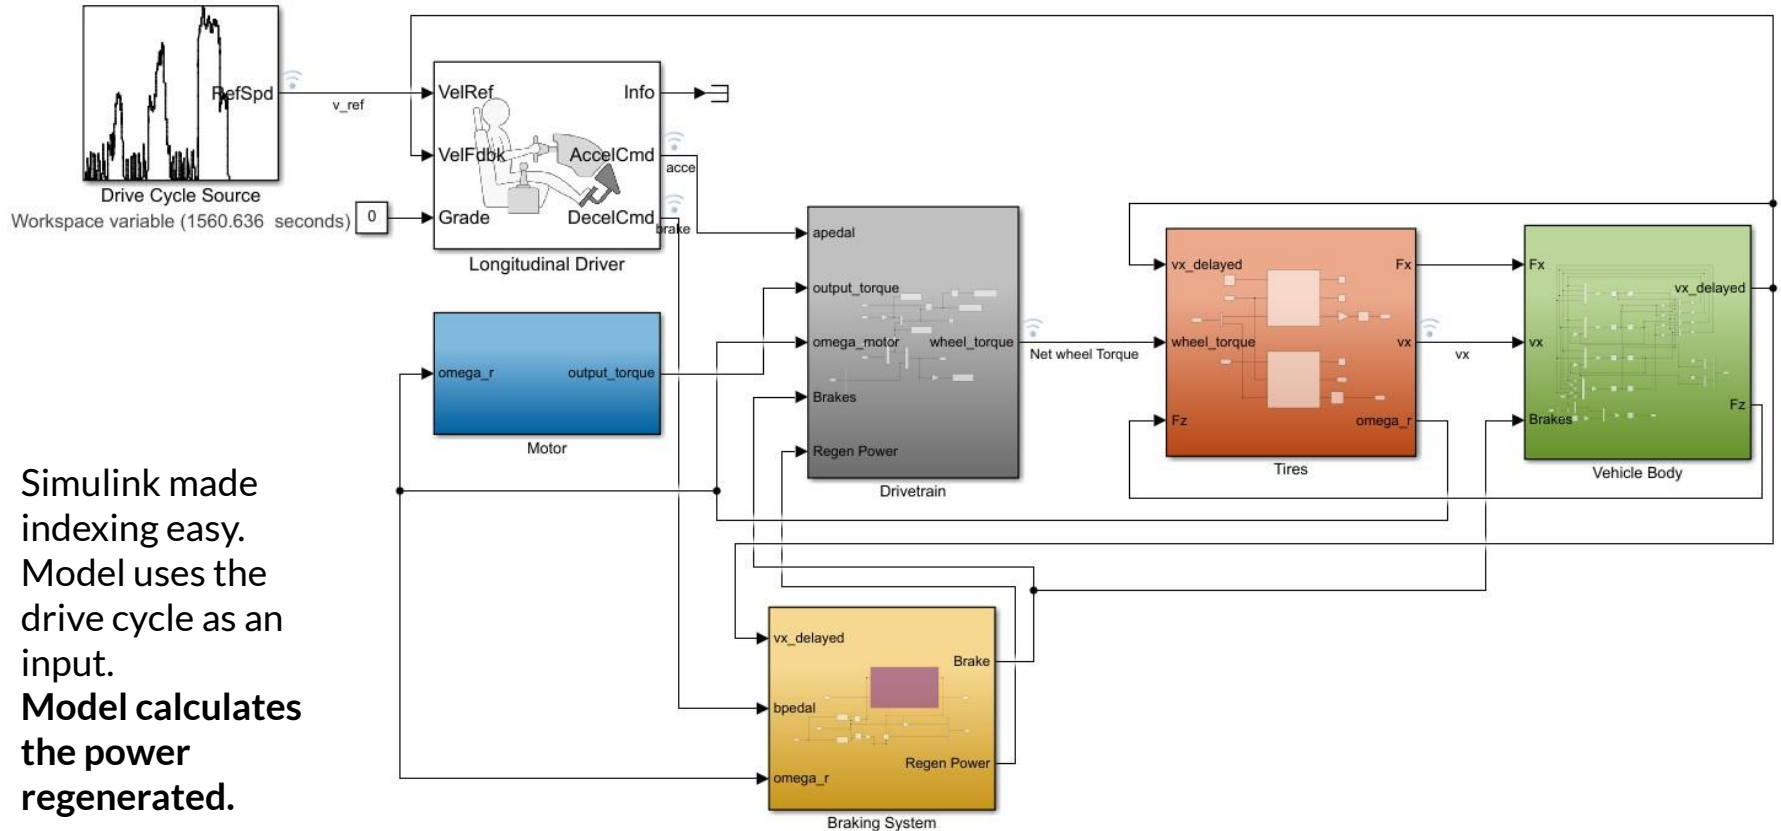 RefSpd
v_ref
Drive Cycle Source
Workspace variable (1560.636 seconds)
0
VelRef
VelFdbk
Grade
Info
AccelCmd
DecelCmd
Longitudinal Driver
acce
brake
omega_r
output_torque
Motor
apedal
output_torque
omega_motor
Brakes
Regen Power
wheel_torque
Drivetrain
Net wheel Torque
vx_delayed
wheel_torque
Fz
Fx
vx
omega_r
Tires
vx
Fx
vx
Brakes
vx_delayed
Fz
Vehicle Body
vx_delayed
bpedal
omega_r
Brake
Regen Power
Braking System
Simulink made
indexing easy.
Model uses the
drive cycle as an
input.
Model calculates
the power
regenerated.